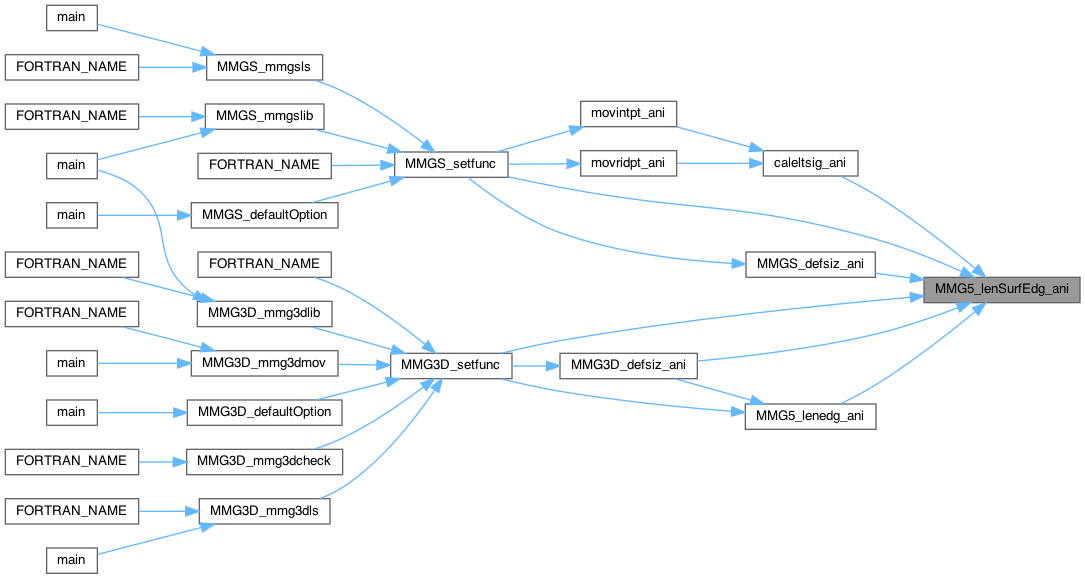 main
FORTRAN_NAME
MMGS_mmgsls
FORTRAN_NAME
MMGS_mmgslib
main
FORTRAN_NAME
main
MMGS_defaultOption
MMGS_setfunc
movintpt_ani
movridpt_ani
caleltsig_ani
MMGS_defsiz_ani
MMG5_lenSurfEdg_ani
FORTRAN_NAME
FORTRAN_NAME
MMG3D_mmg3dlib
FORTRAN_NAME
main
MMG3D_mmg3dmov
MMG3D_setfunc
MMG3D_defsiz_ani
MMG5_lenedg_ani
main
MMG3D_defaultOption
FORTRAN_NAME
MMG3D_mmg3dcheck
FORTRAN_NAME
MMG3D_mmg3dls
main